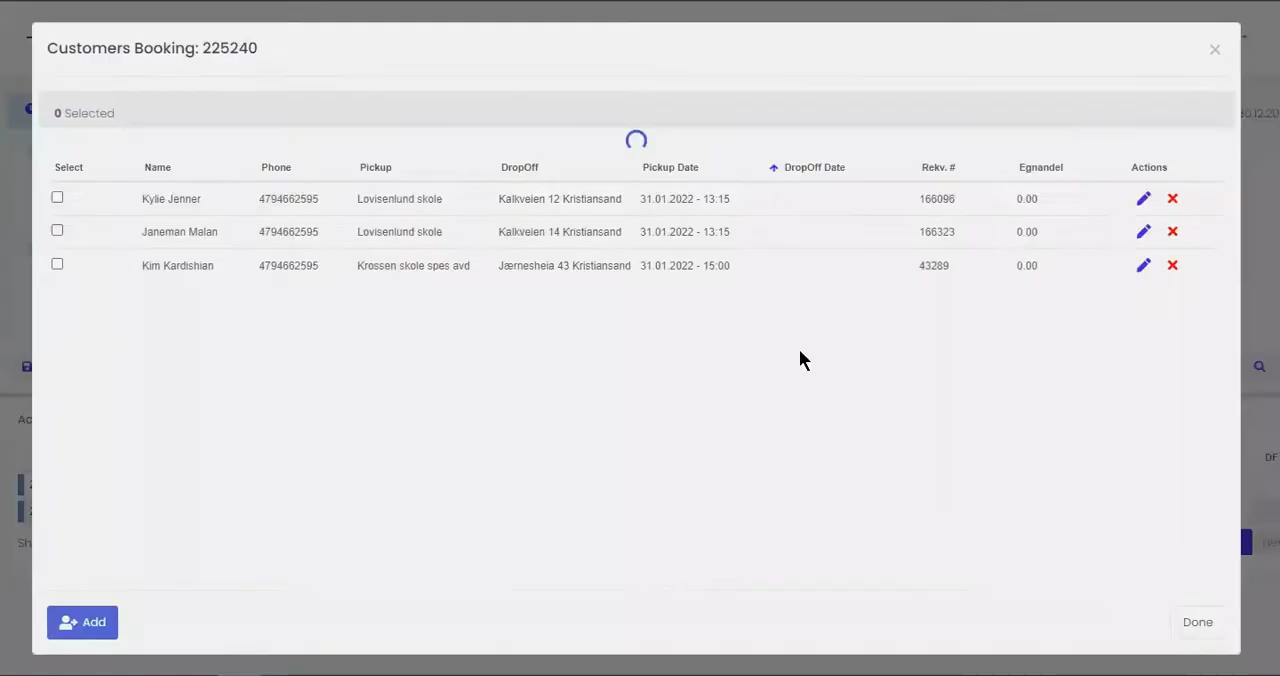 Customers Booking: 225240
×
0 Selected
Select Name Phone Pickup DropOff Pickup Date DropOff Date Rekv. # Egnandel Actions
Kylie Jenner 4794662595 Lovisenlund skole Kalkveien 12 Kristiansand 31.01.2022 - 13:15 166096 0.00
Janeman Malan 4794662595 Lovisenlund skole Kalkveien 14 Kristiansand 31.01.2022 - 13:15 166323 0.00
Kim Kardishian 4794662595 Krossen skole spes avd Jærnesheia 43 Kristiansand 31.01.2022 - 15:00 43289 0.00
Add Done